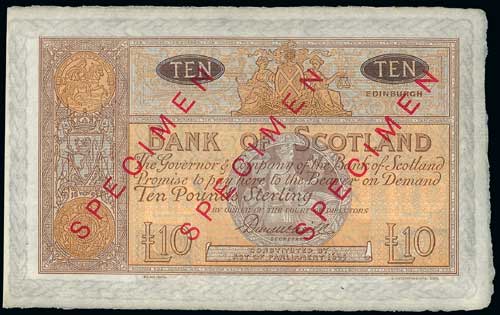 TEN
TEN
EDINBURGH
BANK OF SCOTLAND
The Governor & Company of the Bank of Scotland
Promise to pay here to the Bearer on Demand
Ten Pounds Sterling
BY ORDER OF THE COURT OF DIRECTORS
£10
£10
SECRETARY
CONSTITUTED BY
ACT OF PARLIAMENT 1695
SPECIMEN
SPECIMEN
SPECIMEN